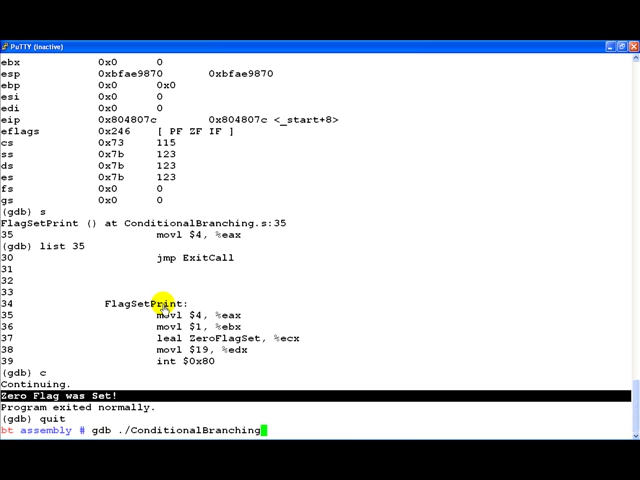 PuTTY (inactive)
ebx 0x0 0
esp 0xbfae9870 0xbfae9870
ebp 0x0 0x0
esi 0x0 0
edi 0x0 0
eip 0x804807c 0x804807c <_start+8>
eflags 0x246 [ PF ZF IF ]
cs 0x73 115
ss 0x7b 123
ds 0x7b 123
es 0x7b 123
fs 0x0 0
gs 0x0 0
(gdb) s
FlagSetPrint () at ConditionalBranching.s:35
35 movl $4, %eax
(gdb) list 35
30 jmp ExitCall
31
32
33
34 FlagSetPrint:
35 movl $4, %eax
36 movl $1, %ebx
37 leal ZeroFlagSet, %ecx
38 movl $19, %edx
39 int $0x80
(gdb) c
Continuing.
Zero Flag was Set!
Program exited normally.
(gdb) quit
bt assembly # gdb ./ConditionalBranching